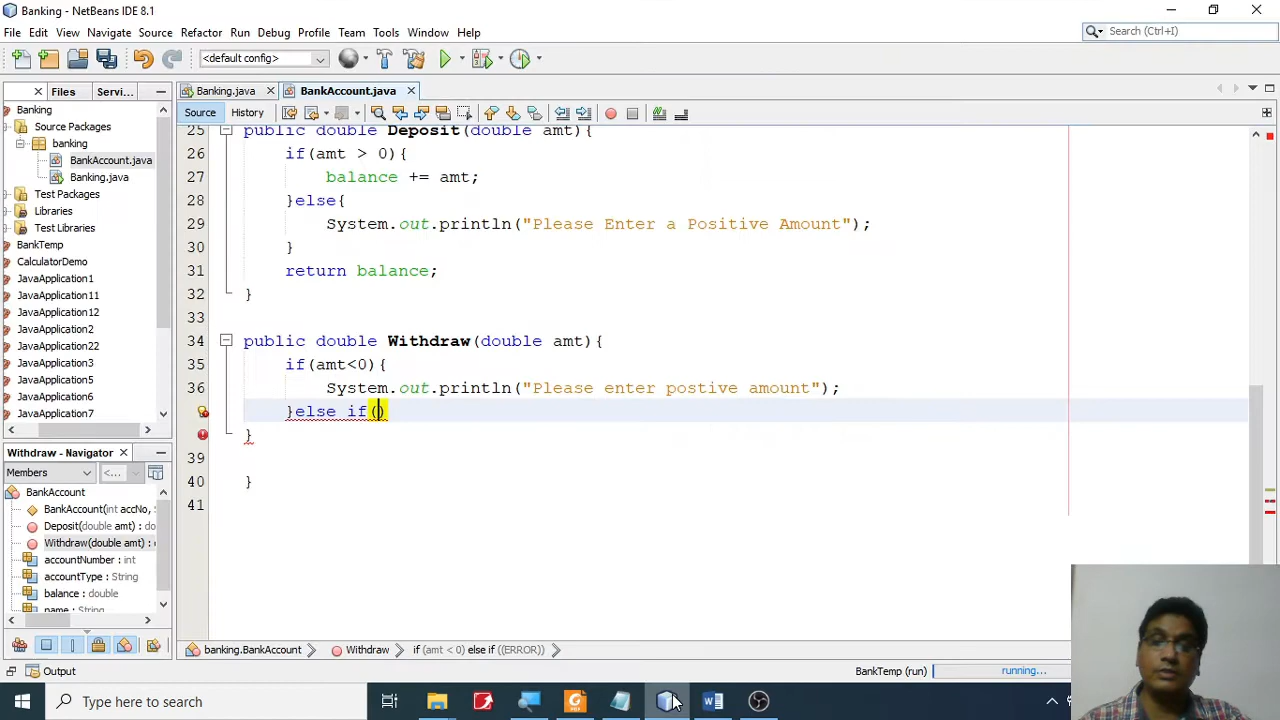 Banking - NetBeans IDE 8.1
File Edit View Navigate Source Refactor Run Debug Profile Team Tools Window Help
Search (Ctrl+I)
<default config>
Files Servi...
Banking.java BankAccount.java
Source History
Banking
Source Packages
banking
BankAccount.java
Banking.java
Test Packages
Libraries
Test Libraries
BankTemp
CalculatorDemo
JavaApplication1
JavaApplication11
JavaApplication12
JavaApplication2
JavaApplication22
JavaApplication3
JavaApplication5
JavaApplication6
JavaApplication7
25 public double Deposit(double amt){
26 if(amt > 0){
27 balance += amt;
28 }else{
29 System.out.println("Please Enter a Positive Amount");
30 }
31 return balance;
32 }
33
34 public double Withdraw(double amt){
35 if(amt<0){
36 System.out.println("Please enter postive amount");
}else if()
}
39
40 }
41
Withdraw - Navigator
Members <...
BankAccount
BankAccount(int accNo,
Deposit(double amt) : do
Withdraw(double amt) :
accountNumber : int
accountType : String
balance : double
name : String
banking.BankAccount Withdraw if (amt < 0) else if ((ERROR))
Output
BankTemp (run) running...
Type here to search